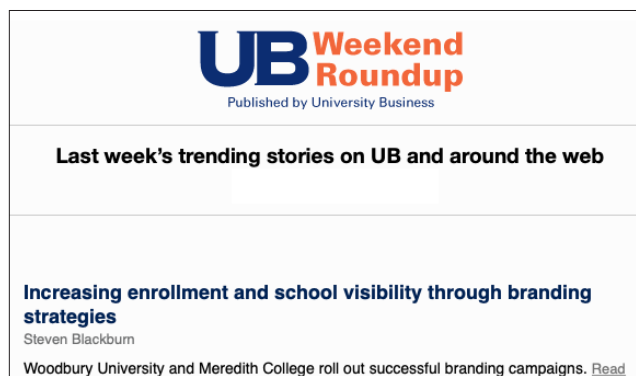 UB Weekend
Roundup
Published by University Business
Last week's trending stories on UB and around the web
Increasing enrollment and school visibility through branding
strategies
Steven Blackburn
Woodbury University and Meredith College roll out successful branding campaigns. Read